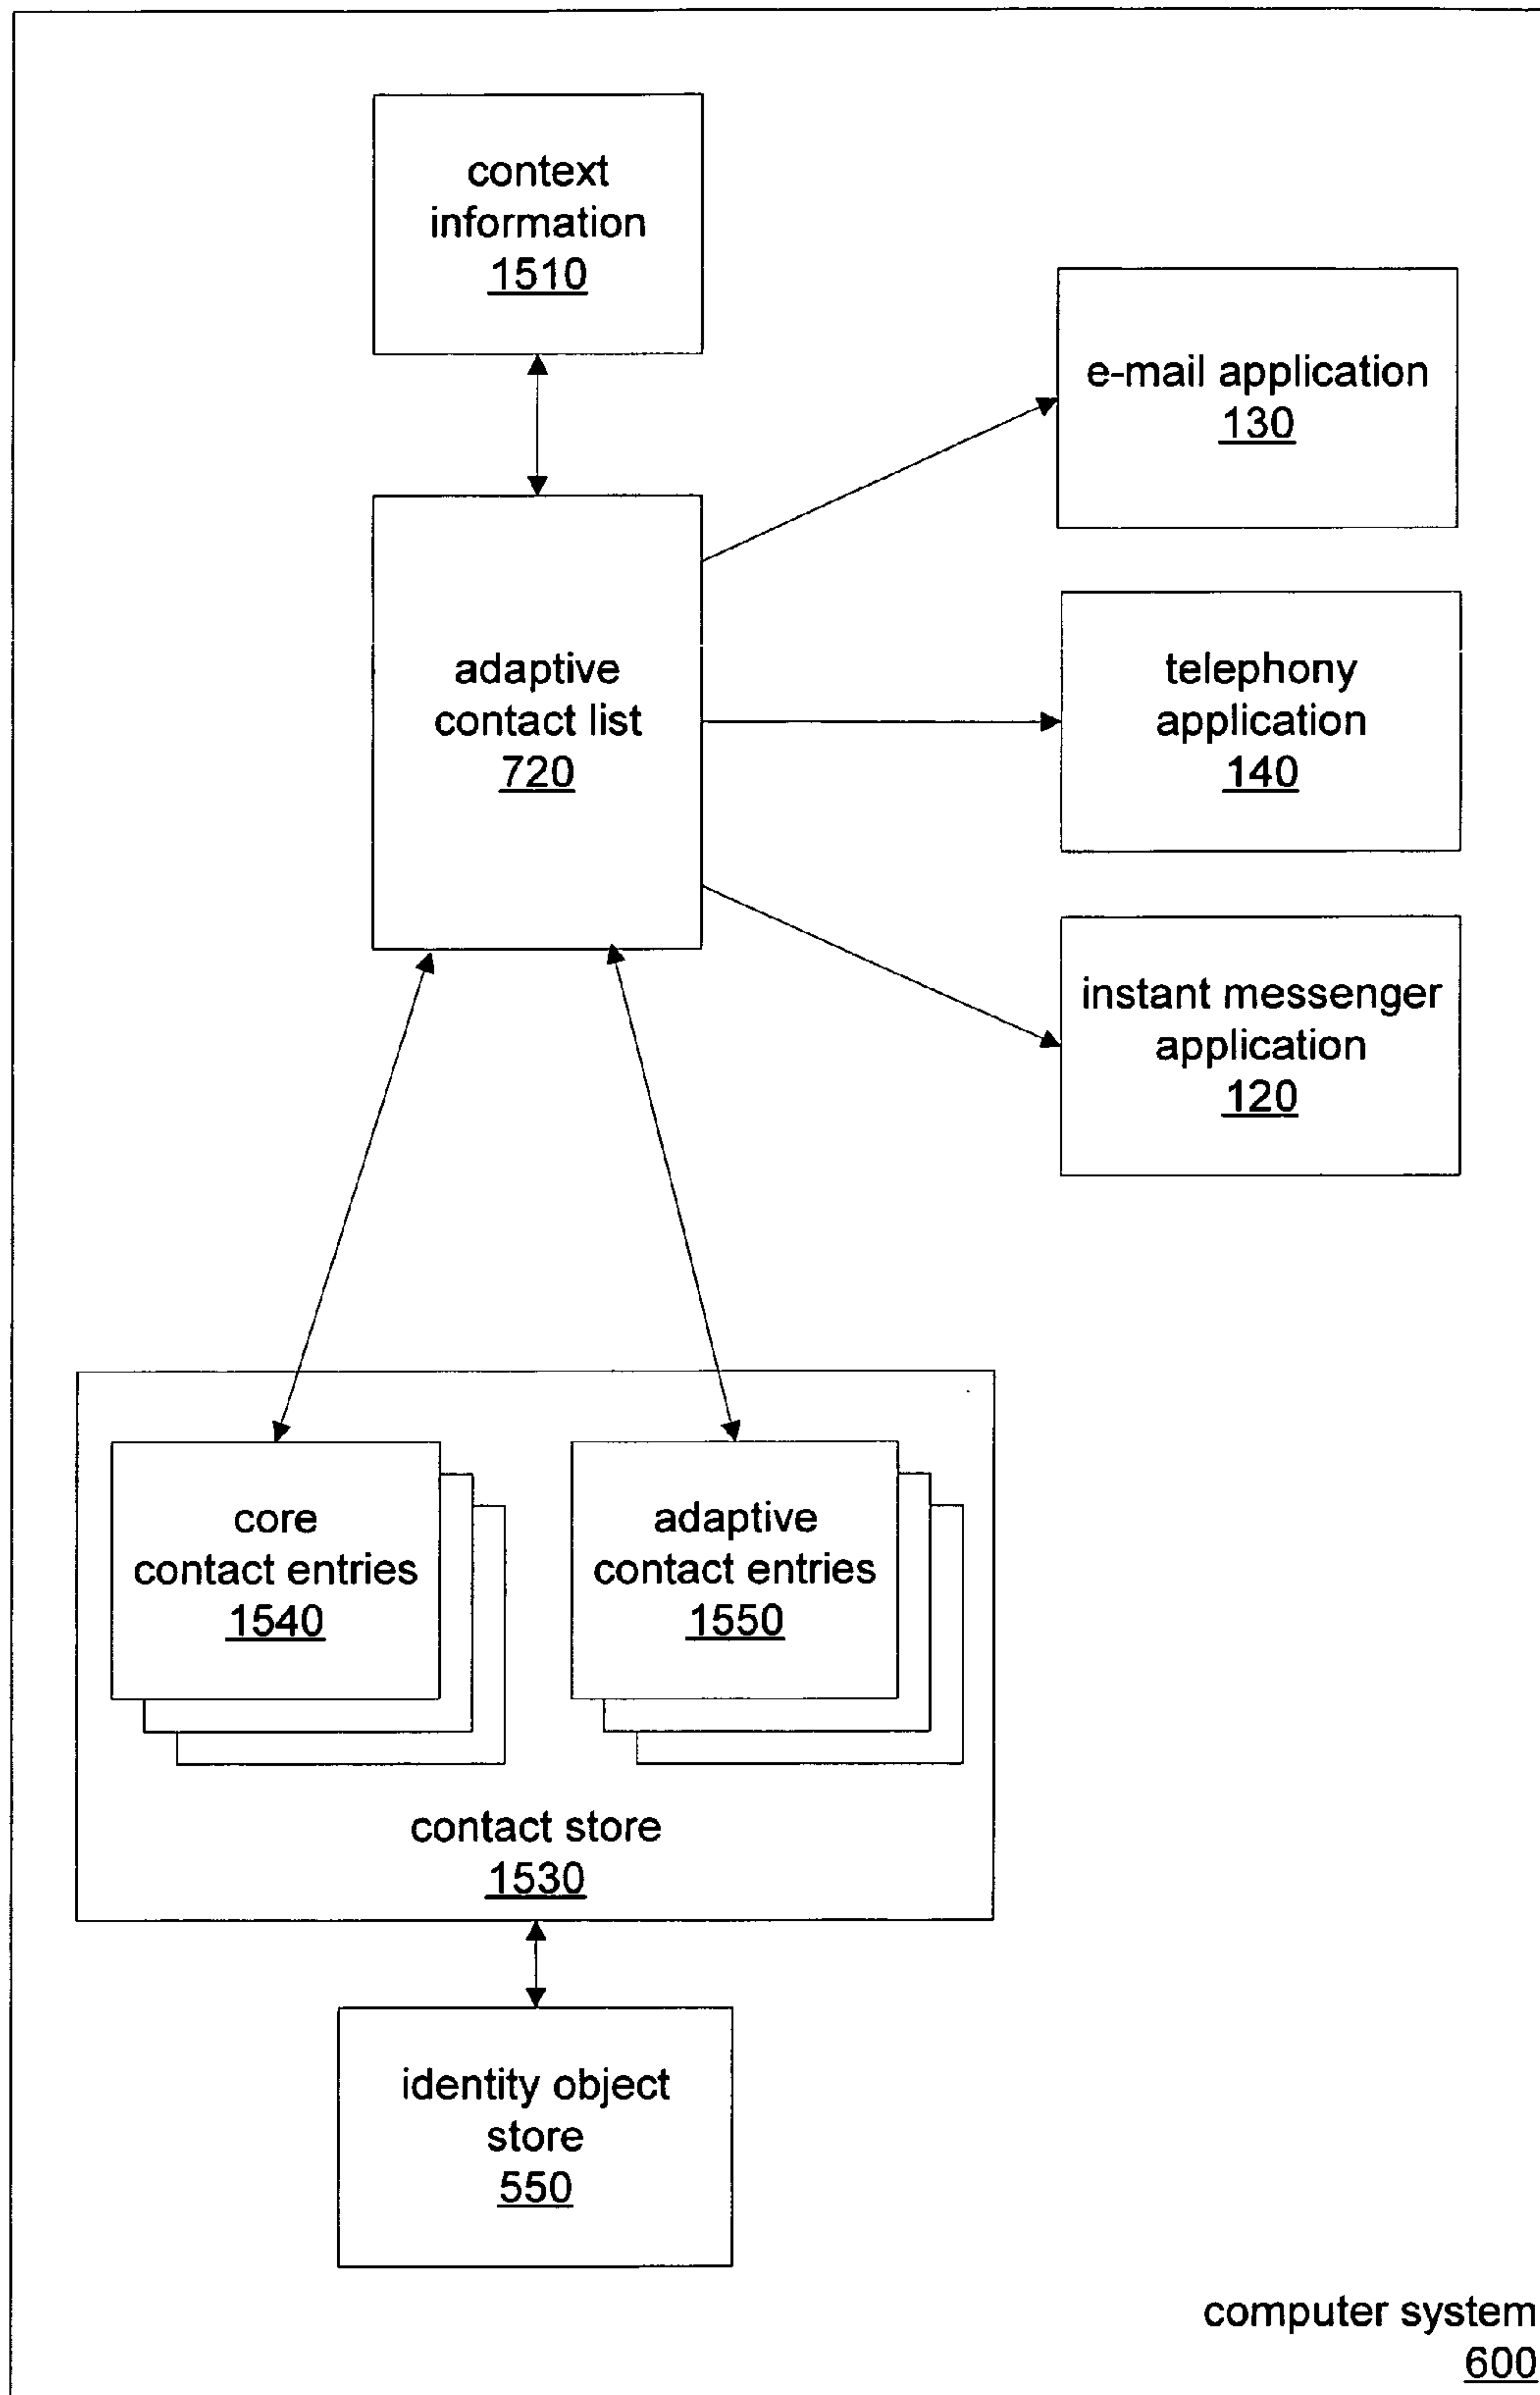 context
information
1510
e-mail application
130
adaptive
contact list
720
telephony
application
140
instant messenger
application
120
core
contact entries
1540
adaptive
contact entries
1550
contact store
1530
identity object
store
550
computer system
600